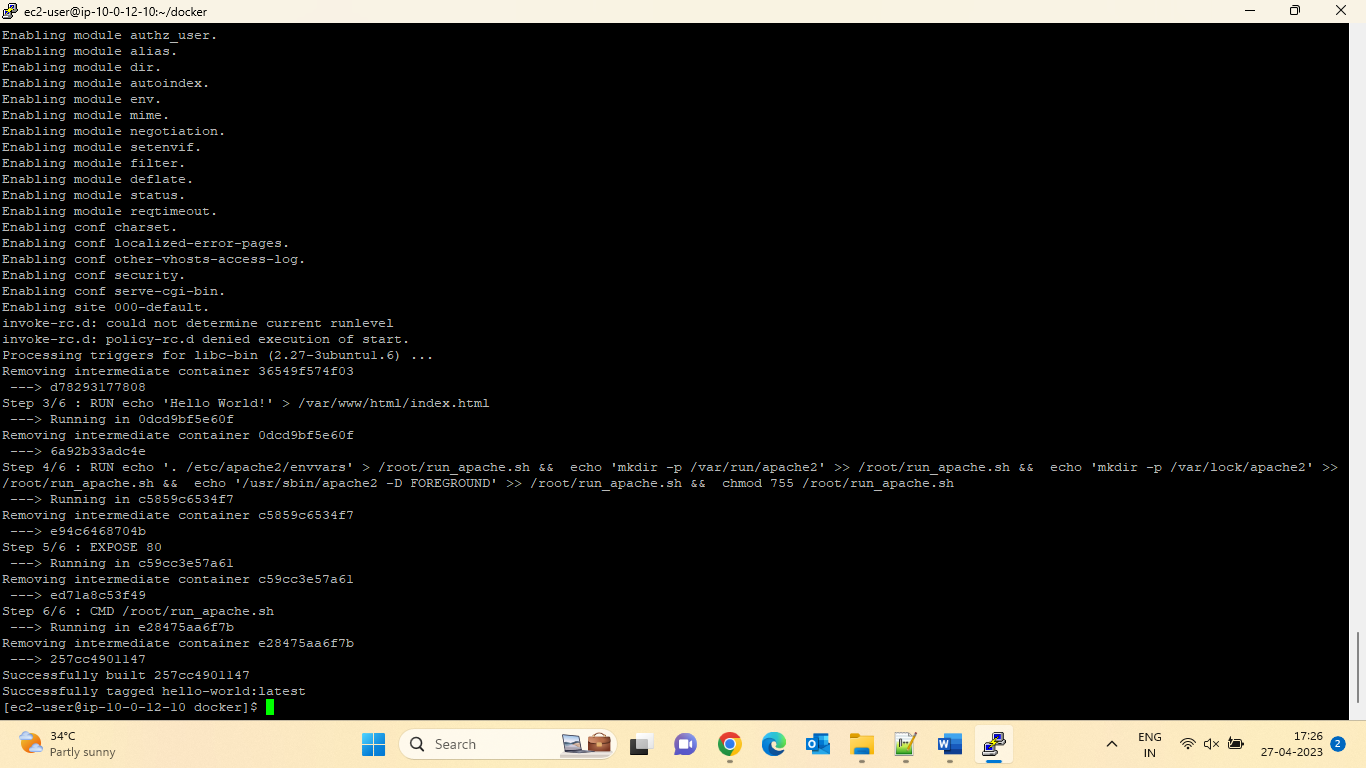 ec2-user@ip-10-0-12-10:~/docker
Enabling module authz_user.
Enabling module alias.
Enabling module dir.
Enabling module autoindex.
Enabling module env.
Enabling module mime.
Enabling module negotiation.
Enabling module setenvif.
Enabling module filter.
Enabling module deflate.
Enabling module status.
Enabling module reqtimeout.
Enabling conf charset.
Enabling conf localized-error-pages.
Enabling conf other-vhosts-access-log.
Enabling conf security.
Enabling conf serve-cgi-bin.
Enabling site 000-default.
invoke-rc.d: could not determine current runlevel
invoke-rc.d: policy-rc.d denied execution of start.
Processing triggers for libc-bin (2.27-3ubuntu1.6) ...
Removing intermediate container 36549f574f03
 ---> d78293177808
Step 3/6 : RUN echo 'Hello World!' > /var/www/html/index.html
 ---> Running in 0dcd9bf5e60f
Removing intermediate container 0dcd9bf5e60f
 ---> 6a92b33adc4e
Step 4/6 : RUN echo '. /etc/apache2/envvars' > /root/run_apache.sh &&  echo 'mkdir -p /var/run/apache2' >> /root/run_apache.sh &&  echo 'mkdir -p /var/lock/apache2' >>
/root/run_apache.sh &&  echo '/usr/sbin/apache2 -D FOREGROUND' >> /root/run_apache.sh &&  chmod 755 /root/run_apache.sh
 ---> Running in c5859c6534f7
Removing intermediate container c5859c6534f7
 ---> e94c6468704b
Step 5/6 : EXPOSE 80
 ---> Running in c59cc3e57a61
Removing intermediate container c59cc3e57a61
 ---> ed71a8c53f49
Step 6/6 : CMD /root/run_apache.sh
 ---> Running in e28475aa6f7b
Removing intermediate container e28475aa6f7b
 ---> 257cc4901147
Successfully built 257cc4901147
Successfully tagged hello-world:latest
[ec2-user@ip-10-0-12-10 docker]$
34°C
Partly sunny
Search
ENG
IN
17:26
27-04-2023
2